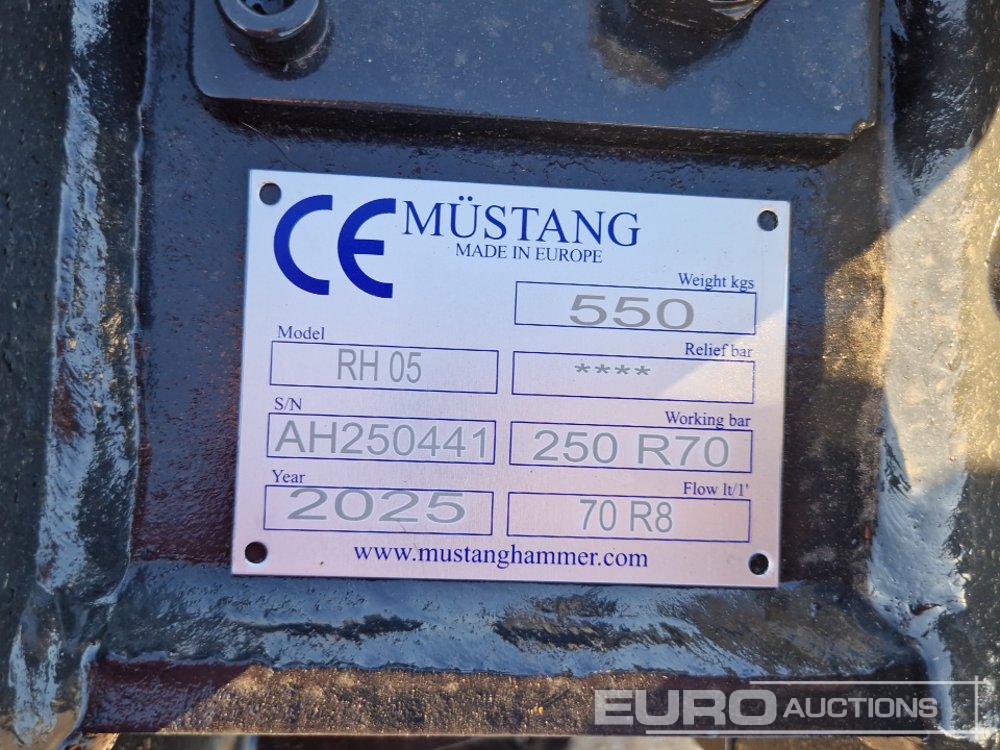 CE MÜSTANG
MADE IN EUROPE
Weight kgs
550
Model
RH 05
Relief bar
****
S/N
AH250441
Working bar
250 R70
Year
2025
Flow lt/1'
70 R8
www.mustanghammer.com
EURO AUCTIONS